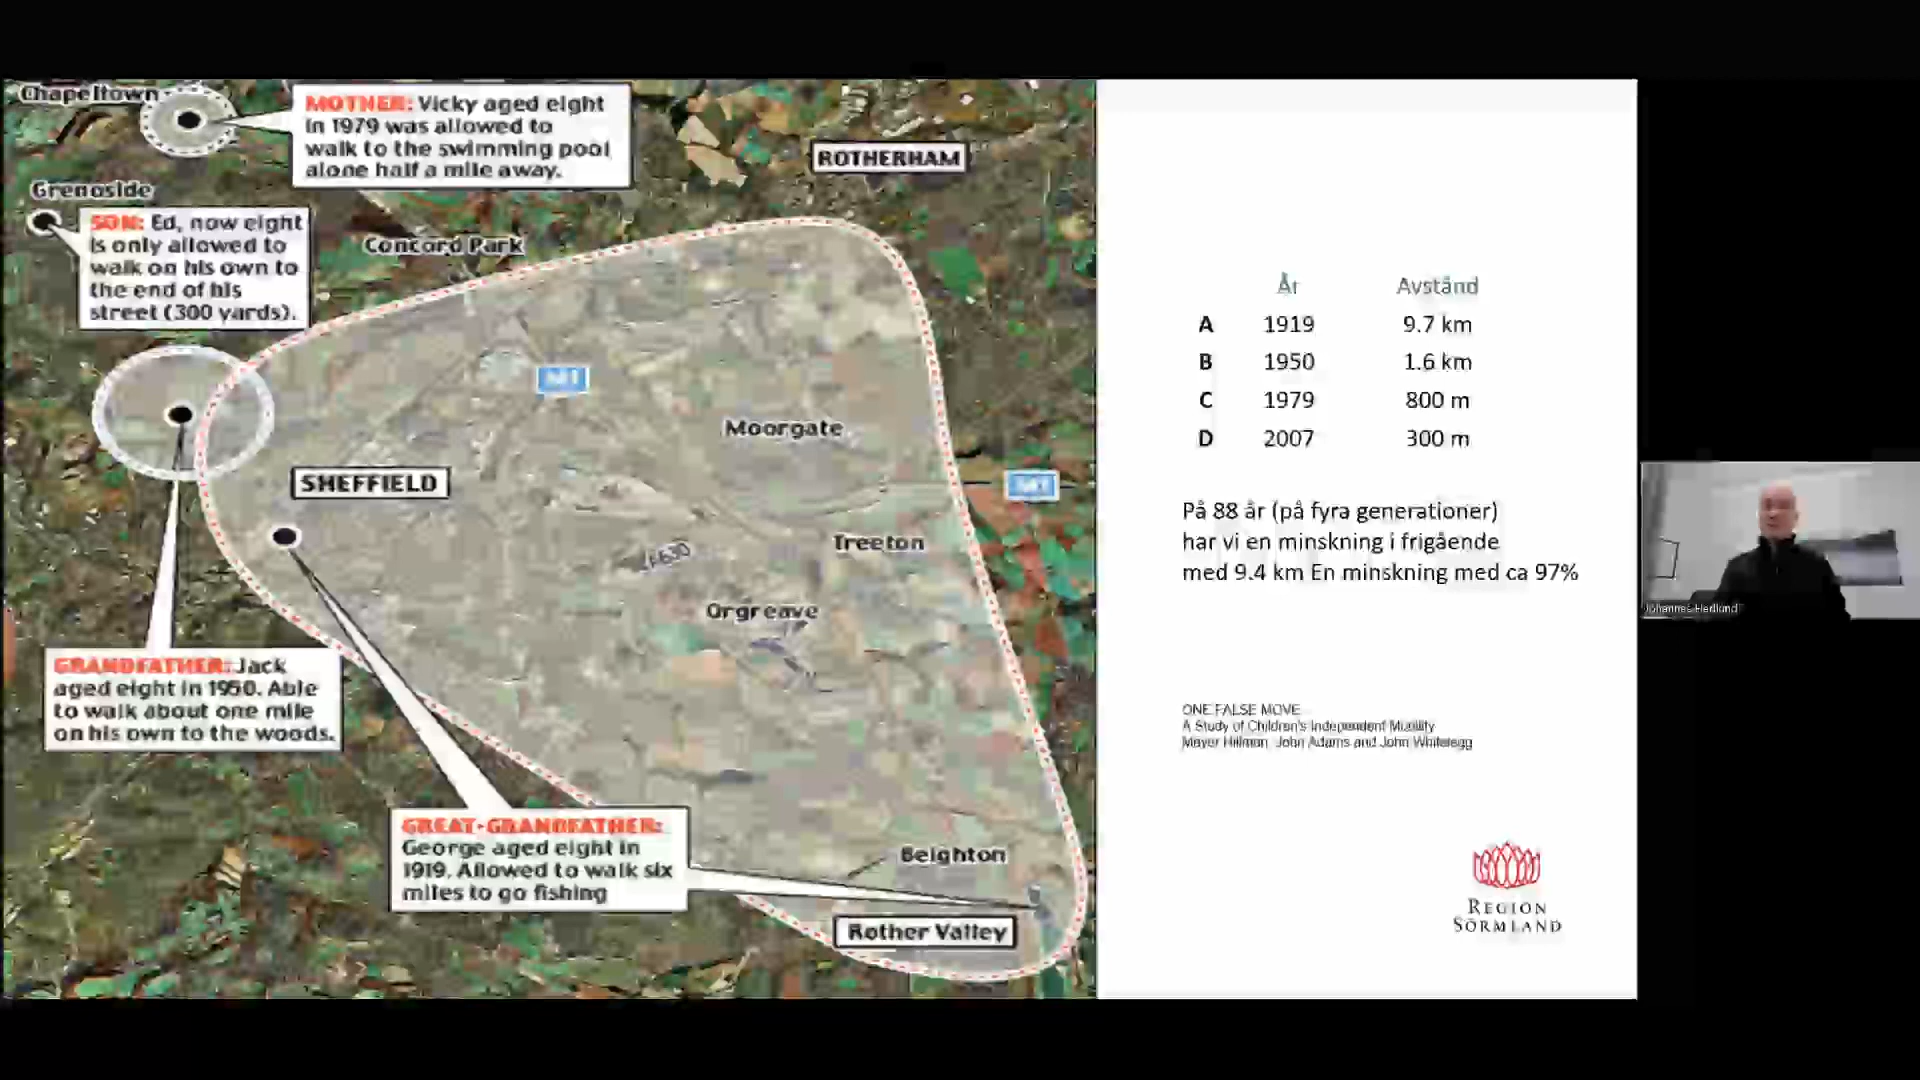 Chapeltown
MOTHER: Vicky aged eight
in 1979 was allowed to
walk to the swimming pool
alone half a mile away.
ROTHERHAM
Grenoside
SON: Ed, now eight
is only allowed to
walk on his own to
the end of his
street (300 yards).
Concord Park
M1
Moorgate
SHEFFIELD
M1
Treeton
Orgreave
GRANDFATHER: Jack
aged eight in 1950. Able
to walk about one mile
on his own to the woods.
GREAT-GRANDFATHER:
George aged eight in
1919. Allowed to walk six
miles to go fishing
Beighton
Rother Valley
År Avstånd
A 1919 9.7 km
B 1950 1.6 km
C 1979 800 m
D 2007 300 m
På 88 år (på fyra generationer)
har vi en minskning i frigående
med 9.4 km En minskning med ca 97%
ONE FALSE MOVE
A Study of Children's Independent Mobility
Mayer Hillman, John Adams and John Whitelegg
REGION
SÖRMLAND
Johannes Hedlund